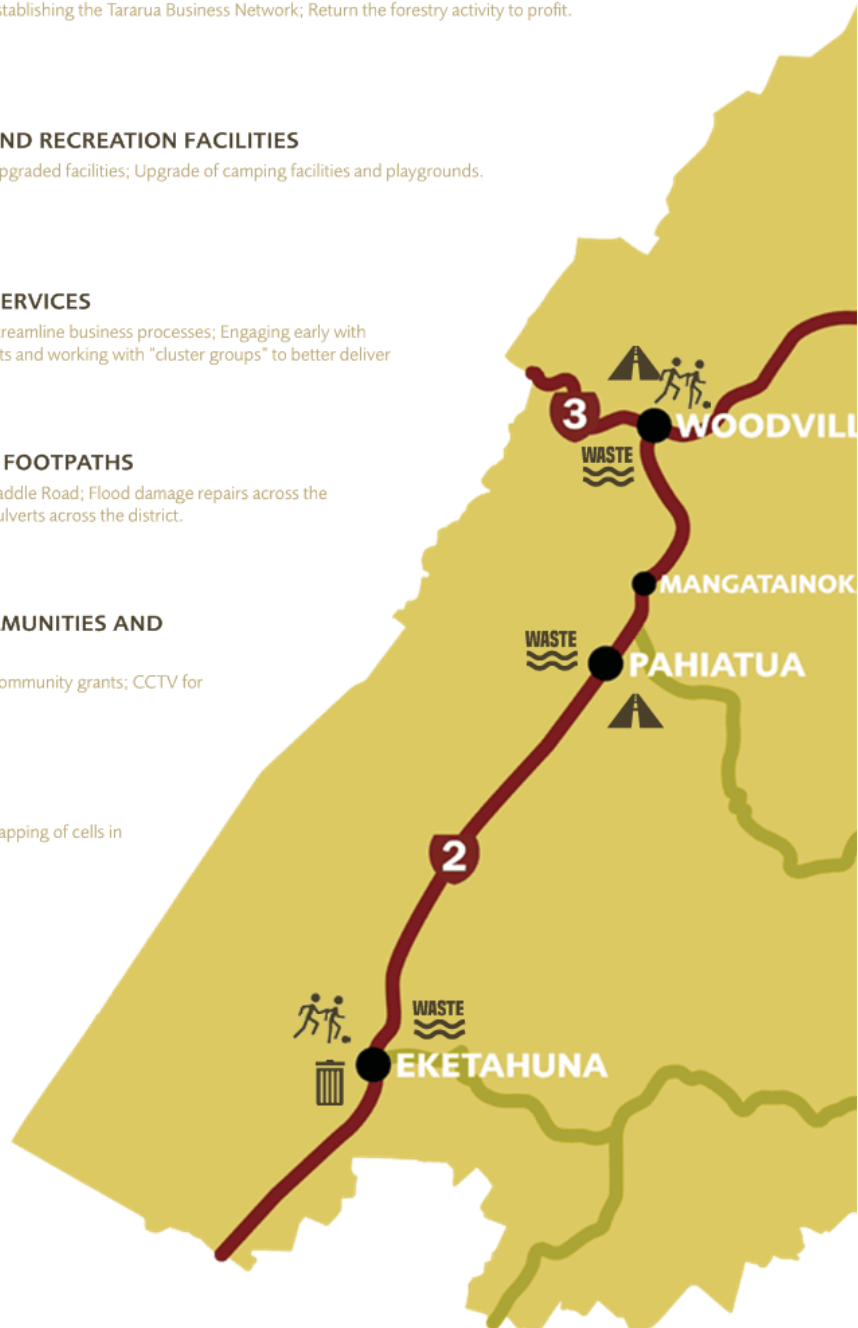 stablishing the Tararua Business Network; Return the forestry activity to profit.
ND RECREATION FACILITIES
pgraded facilities; Upgrade of camping facilities and playgrounds.
ERVICES
treamline business processes; Engaging early with
ts and working with "cluster groups" to better deliver
FOOTPATHS
addle Road; Flood damage repairs across the
ulverts across the district.
MUNITIES AND
ommunity grants; CCTV for
apping of cells in
3
WOODVILL
WASTE
MANGATAINOK
WASTE
PAHIATUA
2
WASTE
EKETAHUNA